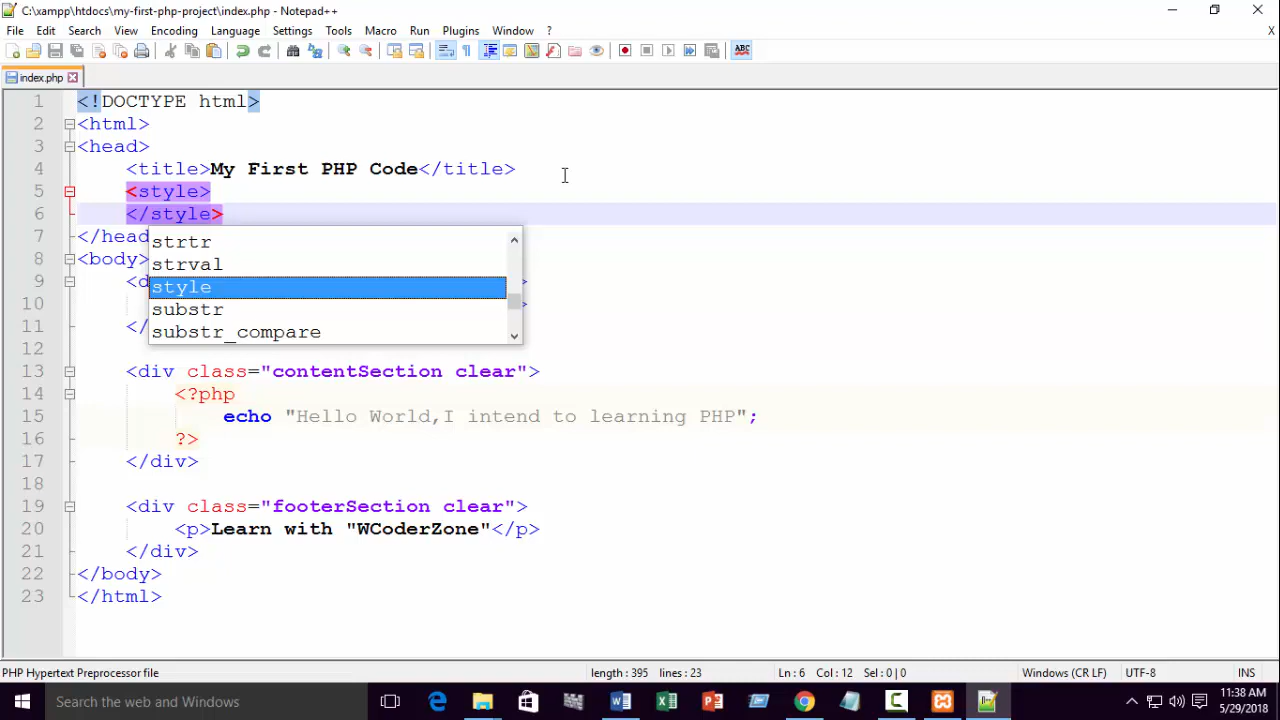 C:\xampp\htdocs\my-first-php-project\index.php - Notepad++
File Edit Search View Encoding Language Settings Tools Macro Run Plugins Window ? X
ABC
index.php
1 <!DOCTYPE html>
2 <html>
3 <head>
4 <title>My First PHP Code</title>
5 <style>
6 </style>
7 </head
8 <body>
9 <d >
10 >
11 </
12
13 <div class="contentSection clear">
14 <?php
15 echo "Hello World,I intend to learning PHP";
16 ?>
17 </div>
18
19 <div class="footerSection clear">
20 <p>Learn with "WCoderZone"</p>
21 </div>
22 </body>
23 </html>
strtr
strval
style
substr
substr_compare
PHP Hypertext Preprocessor file length : 395 lines : 23 Ln : 6 Col : 12 Sel : 0 | 0 Windows (CR LF) UTF-8 INS
Search the web and Windows
11:38 AM
5/29/2018